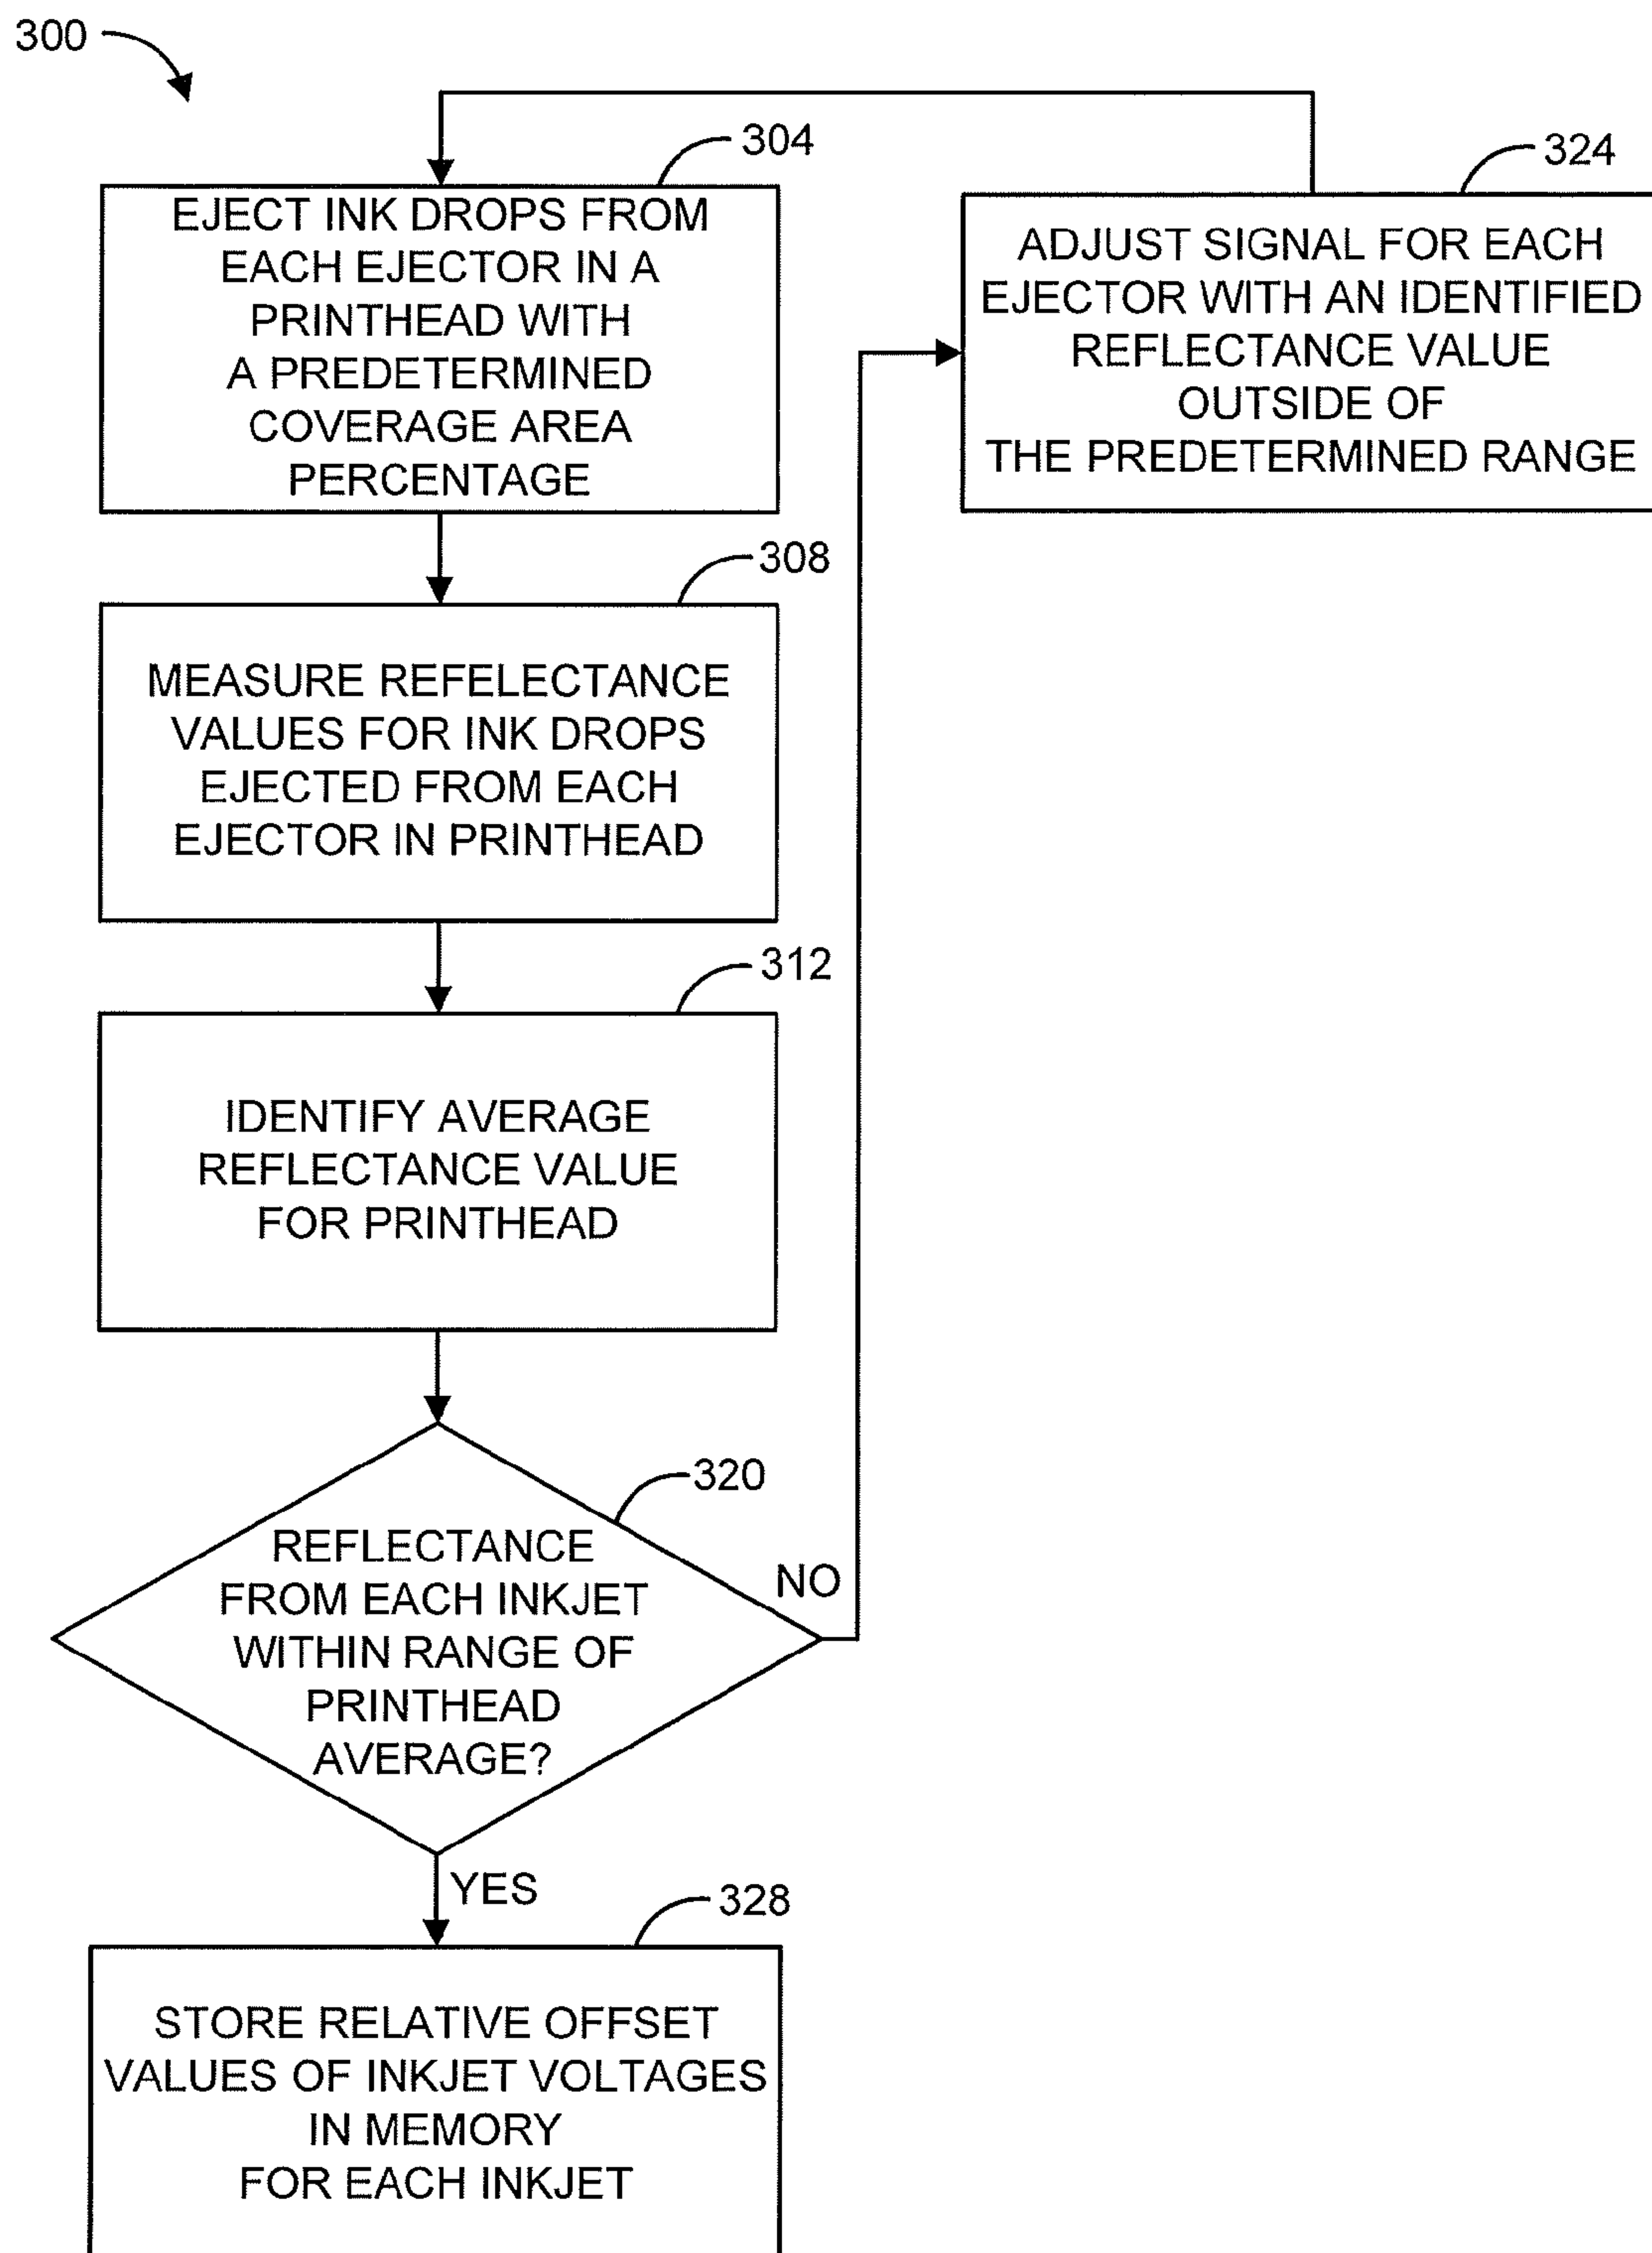 300
304
EJECT INK DROPS FROM
EACH EJECTOR IN A
PRINTHEAD WITH
A PREDETERMINED
COVERAGE AREA
PERCENTAGE
324
ADJUST SIGNAL FOR EACH
EJECTOR WITH AN IDENTIFIED
REFLECTANCE VALUE
OUTSIDE OF
THE PREDETERMINED RANGE
308
MEASURE REFELECTANCE
VALUES FOR INK DROPS
EJECTED FROM EACH
EJECTOR IN PRINTHEAD
312
IDENTIFY AVERAGE
REFLECTANCE VALUE
FOR PRINTHEAD
320
REFLECTANCE
FROM EACH INKJET
WITHIN RANGE OF
PRINTHEAD
AVERAGE?
NO
YES
328
STORE RELATIVE OFFSET
VALUES OF INKJET VOLTAGES
IN MEMORY
FOR EACH INKJET